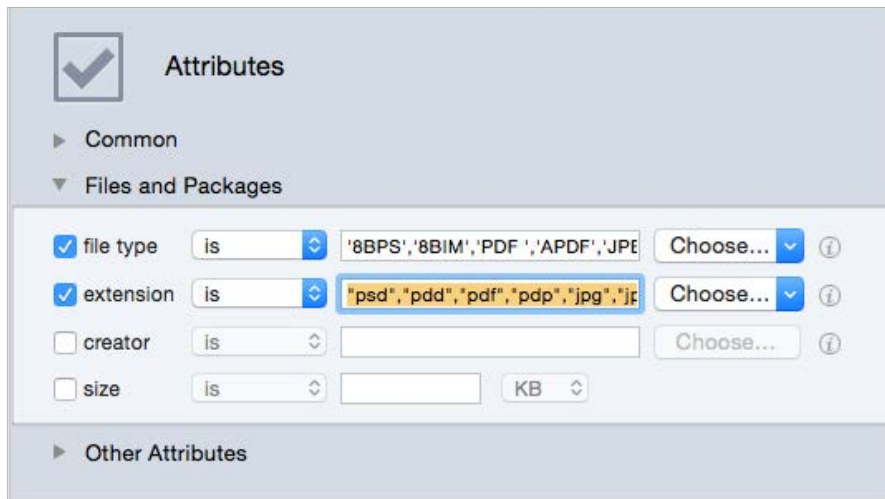 Attributes
Common
Files and Packages
file type is '8BPS','8BIM','PDF ','APDF','JPE Choose...
extension is "psd","pdd","pdf","pdp","jpg","jp Choose...
creator is Choose...
size is KB
Other Attributes